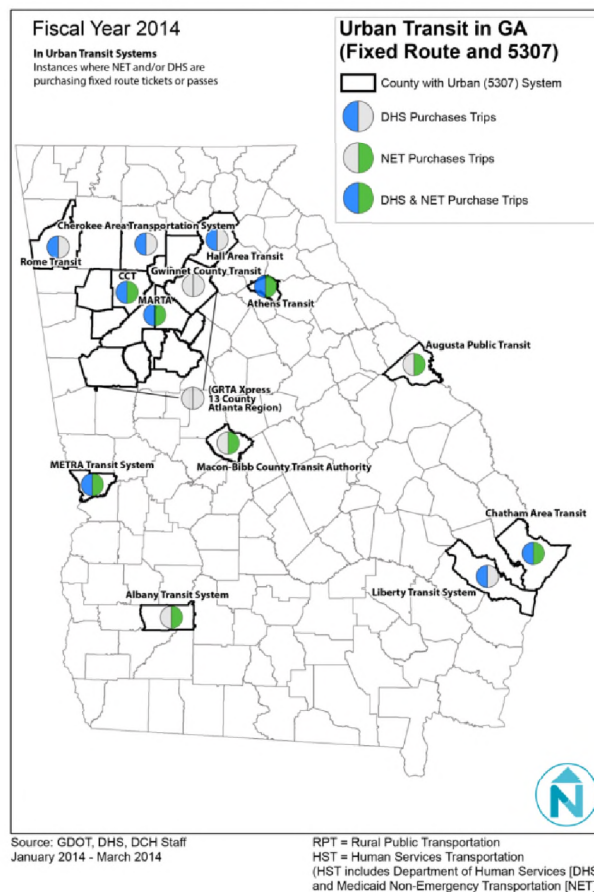 Fiscal Year 2014
In Urban Transit Systems
Instances where NET and/or DHS are
purchasing fixed route tickets or passes
Urban Transit in GA
(Fixed Route and 5307)
County with Urban (5307) System
DHS Purchases Trips
NET Purchases Trips
DHS & NET Purchase Trips
Cherokee Area Transportation System
Rome Transit
Hall Area Transit
CCT
Gwinnet County Transit
MARTA
Athens Transit
Augusta Public Transit
(GRTA Xpress
13 County
Atlanta Region)
Macon-Bibb County Transit Authority
METRA Transit System
Chatham Area Transit
Liberty Transit System
Albany Transit System
N
Source: GDOT, DHS, DCH Staff
January 2014 - March 2014
RPT = Rural Public Transportation
HST = Human Services Transportation
(HST includes Department of Human Services [DHS
and Medicaid Non-Emergency Transportation [NET]